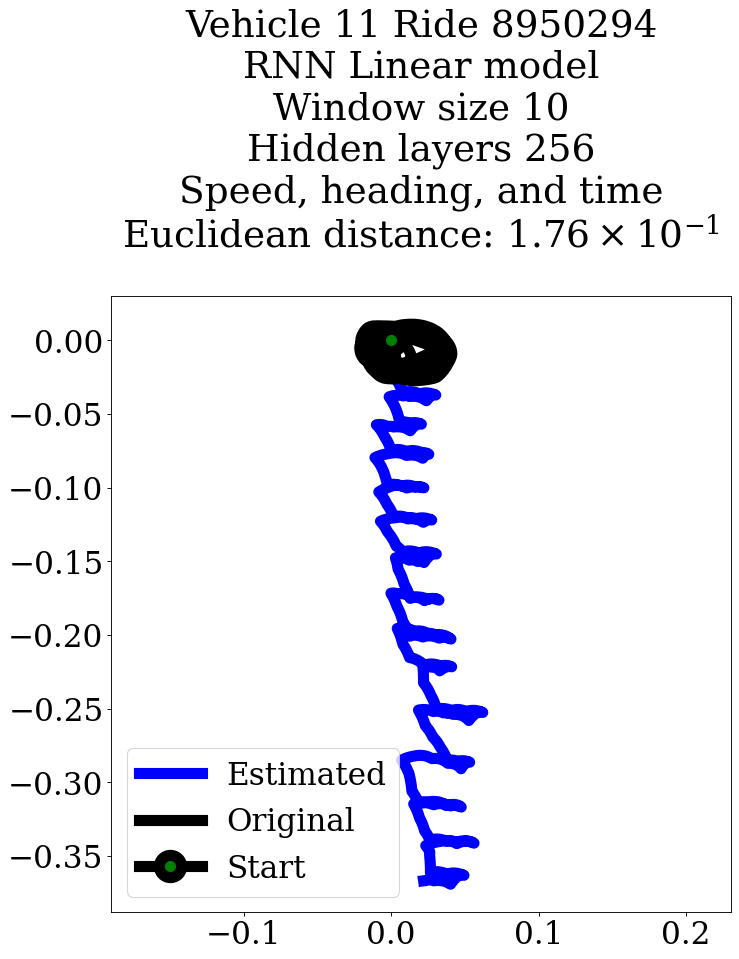 Vehicle 11 Ride 8950294
RNN Linear model
Window size 10
Hidden layers 256
Speed, heading, and time
Euclidean distance: 1.76 × 10⁻¹
0.00
−0.05
−0.10
−0.15
−0.20
−0.25
−0.30
−0.35
Estimated
Original
Start
−0.1 0.0 0.1 0.2